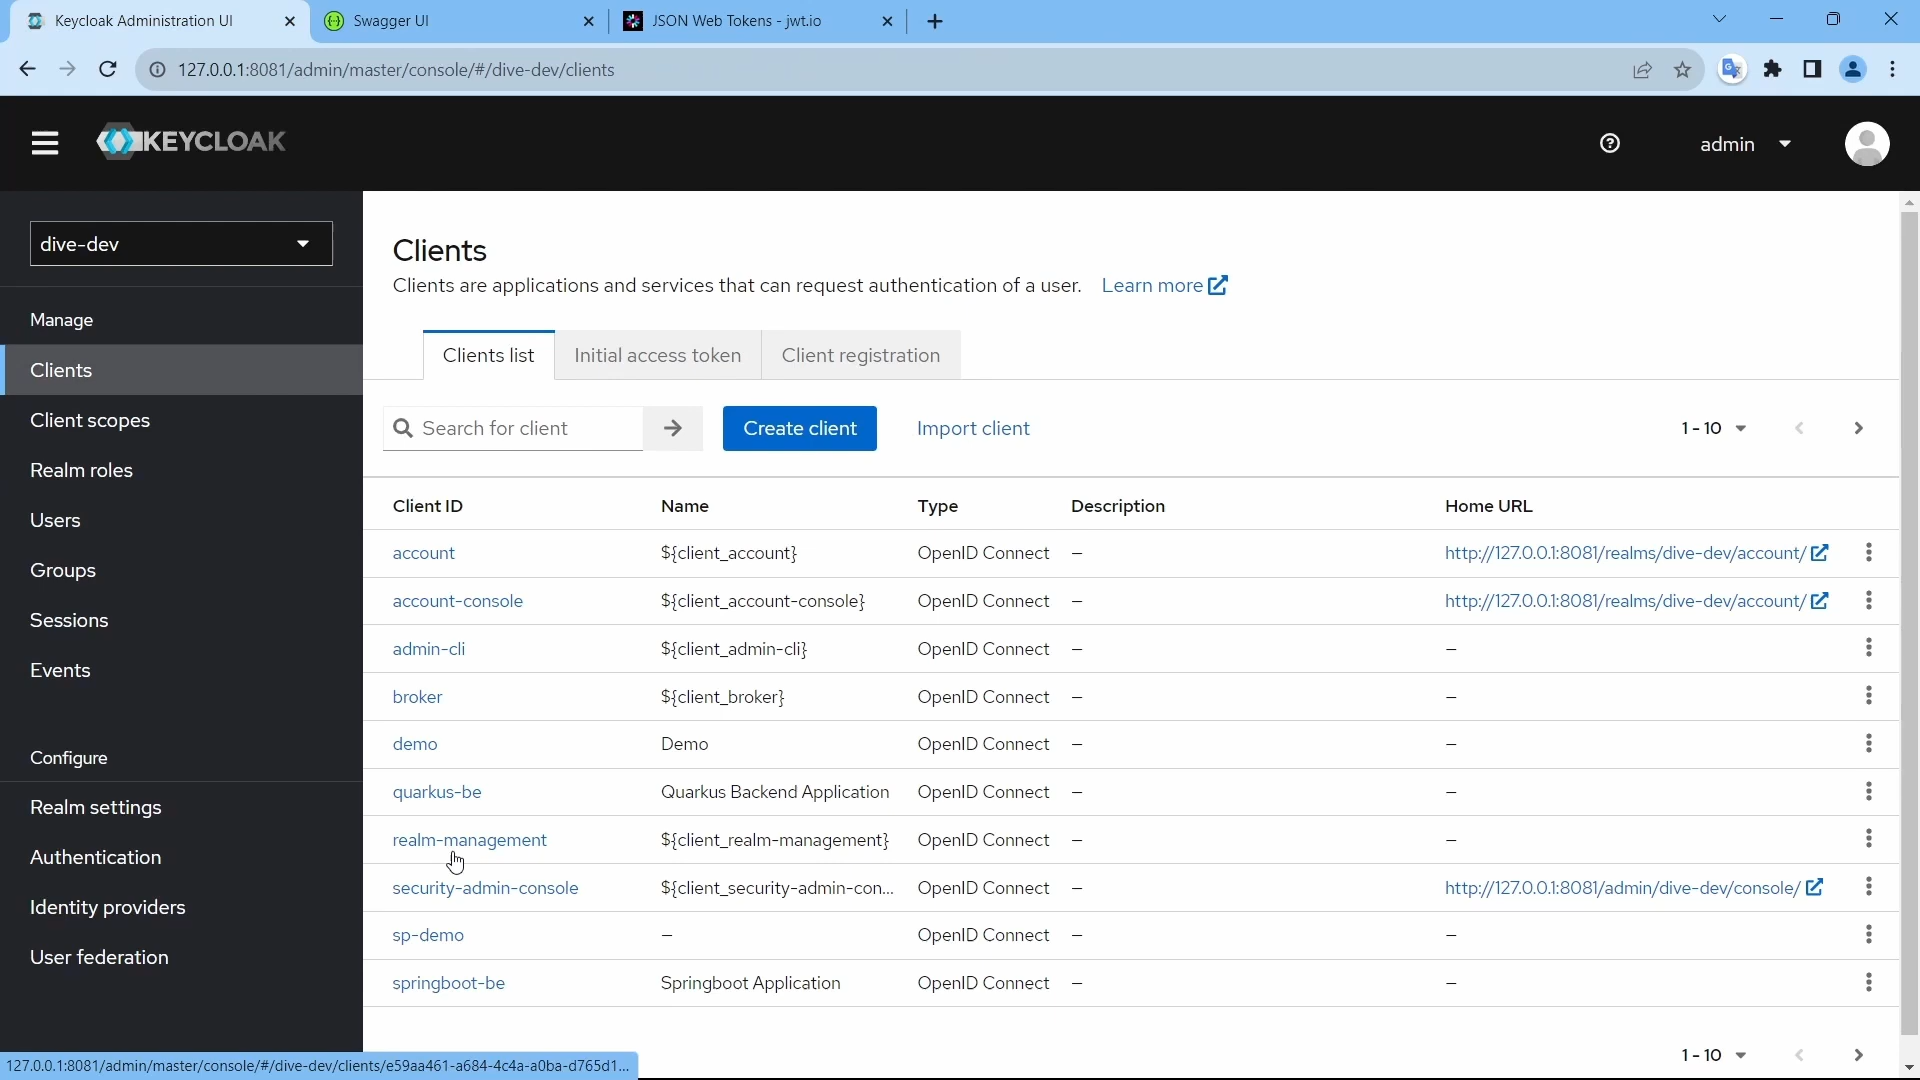 Keycloak Administration UI
Swagger UI
JSON Web Tokens - jwt.io
127.0.0.1:8081/admin/master/console/#/dive-dev/clients
KEYCLOAK
admin
dive-dev
Manage
Clients
Client scopes
Realm roles
Users
Groups
Sessions
Events
Configure
Realm settings
Authentication
Identity providers
User federation
Clients
Clients are applications and services that can request authentication of a user. Learn more
Clients list Initial access token Client registration
Search for client Create client Import client 1 - 10
Client ID Name Type Description Home URL
account ${client_account} OpenID Connect – http://127.0.0.1:8081/realms/dive-dev/account/
account-console ${client_account-console} OpenID Connect – http://127.0.0.1:8081/realms/dive-dev/account/
admin-cli ${client_admin-cli} OpenID Connect – –
broker ${client_broker} OpenID Connect – –
demo Demo OpenID Connect – –
quarkus-be Quarkus Backend Application OpenID Connect – –
realm-management ${client_realm-management} OpenID Connect – –
security-admin-console ${client_security-admin-con... OpenID Connect – http://127.0.0.1:8081/admin/dive-dev/console/
sp-demo – OpenID Connect – –
springboot-be Springboot Application OpenID Connect – –
1 - 10
127.0.0.1:8081/admin/master/console/#/dive-dev/clients/e59aa461-a684-4c4a-a0ba-d765d1...